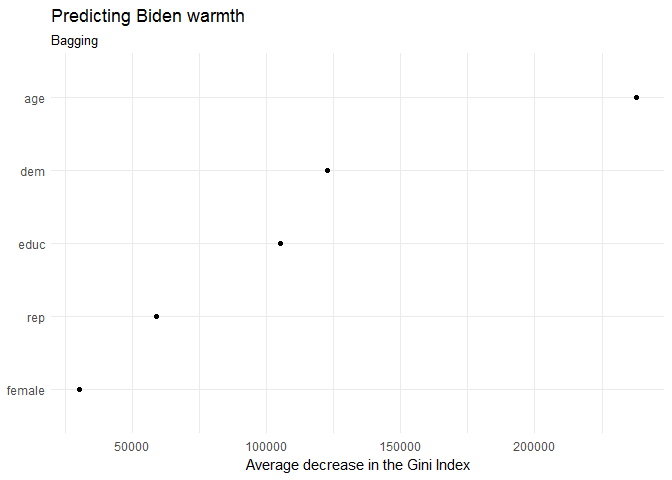 Predicting Biden warmth
Bagging
age
dem
educ
rep
female
50000 100000 150000 200000
Average decrease in the Gini Index